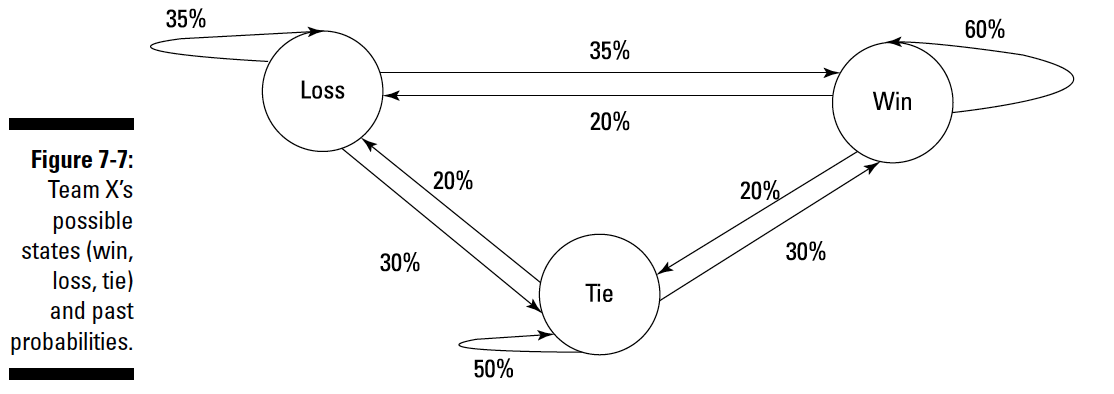 35%
60%
35%
Loss
Win
20%
Figure 7-7:
Team X’s
possible
states (win,
loss, tie)
and past
probabilities.
20%
20%
30%
30%
Tie
50%